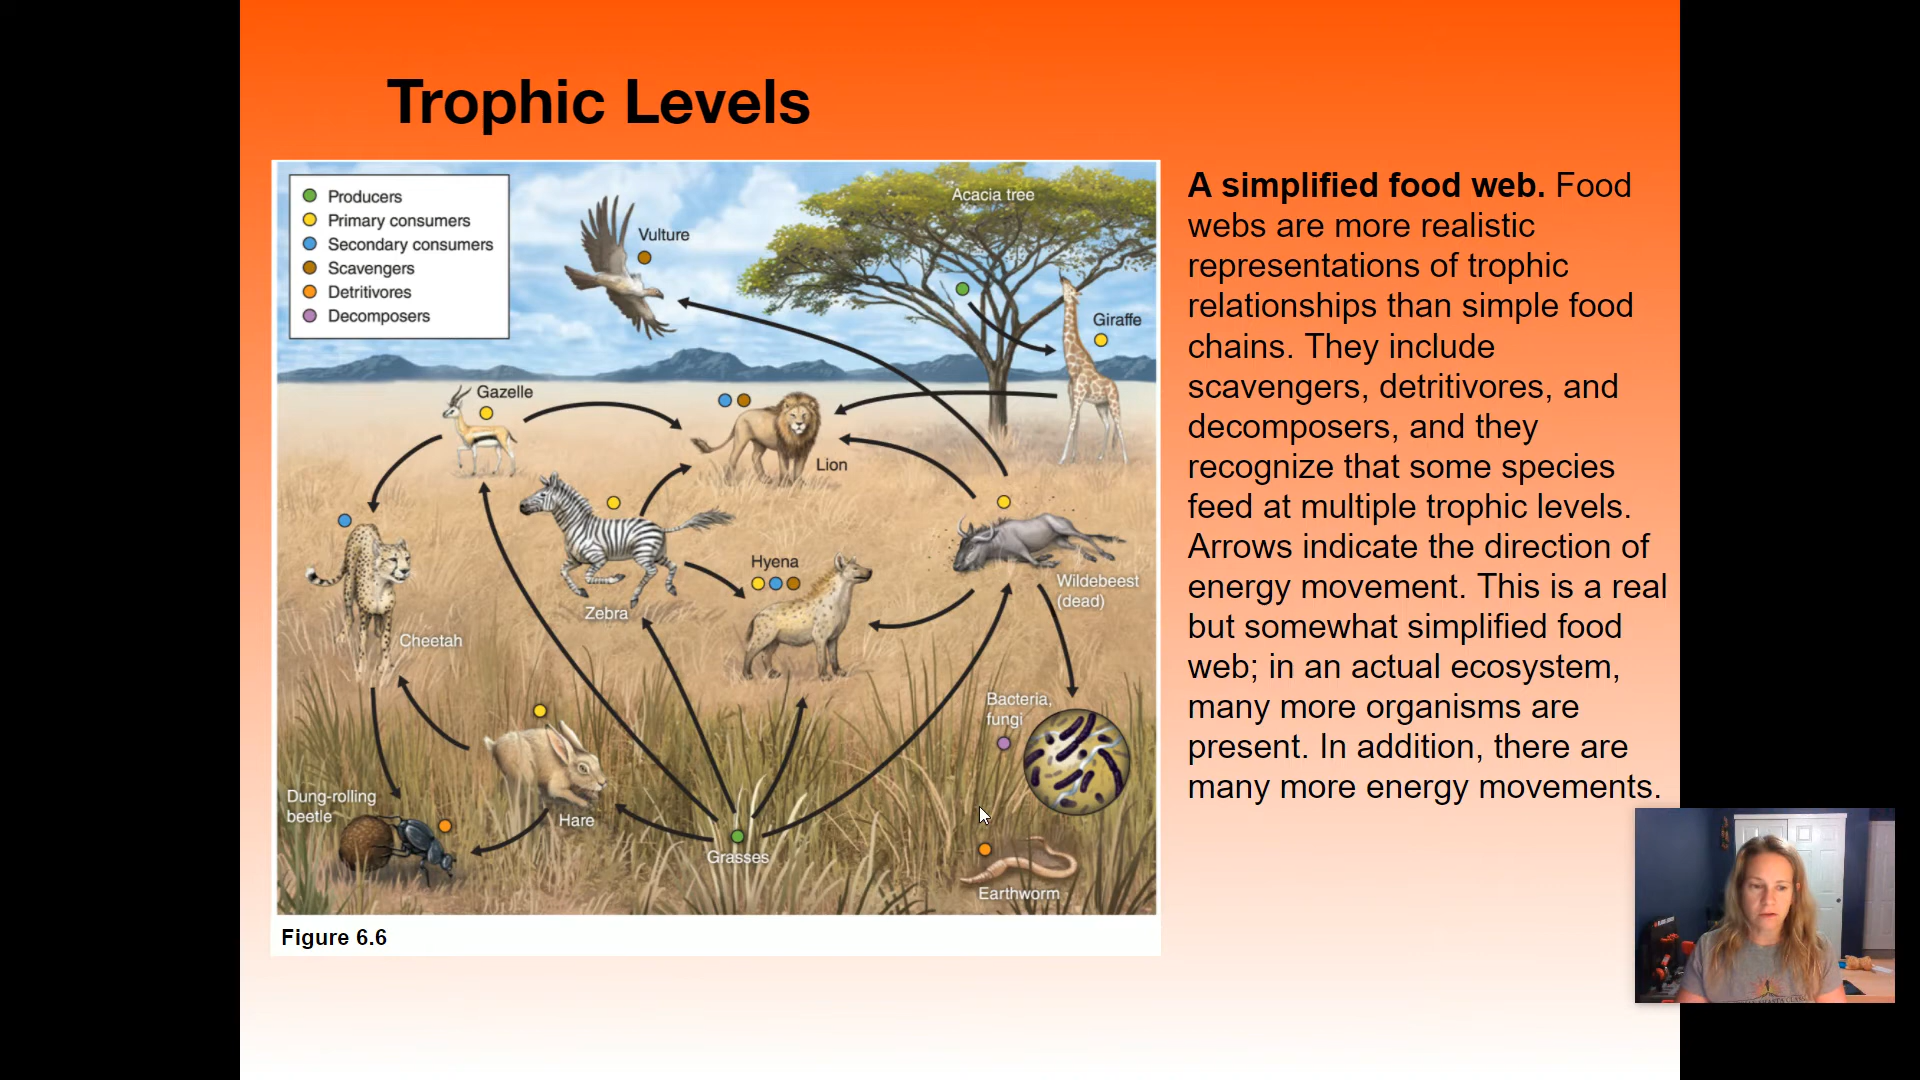 Trophic Levels
Producers
Primary consumers
Secondary consumers
Scavengers
Detritivores
Decomposers
Vulture
Acacia tree
Giraffe
Gazelle
Lion
Zebra
Hyena
Wildebeest
(dead)
Cheetah
Bacteria,
fungi
Dung-rolling
beetle
Hare
Grasses
Earthworm
Figure 6.6
A simplified food web. Food
webs are more realistic
representations of trophic
relationships than simple food
chains. They include
scavengers, detritivores, and
decomposers, and they
recognize that some species
feed at multiple trophic levels.
Arrows indicate the direction of
energy movement. This is a real
but somewhat simplified food
web; in an actual ecosystem,
many more organisms are
present. In addition, there are
many more energy movements.